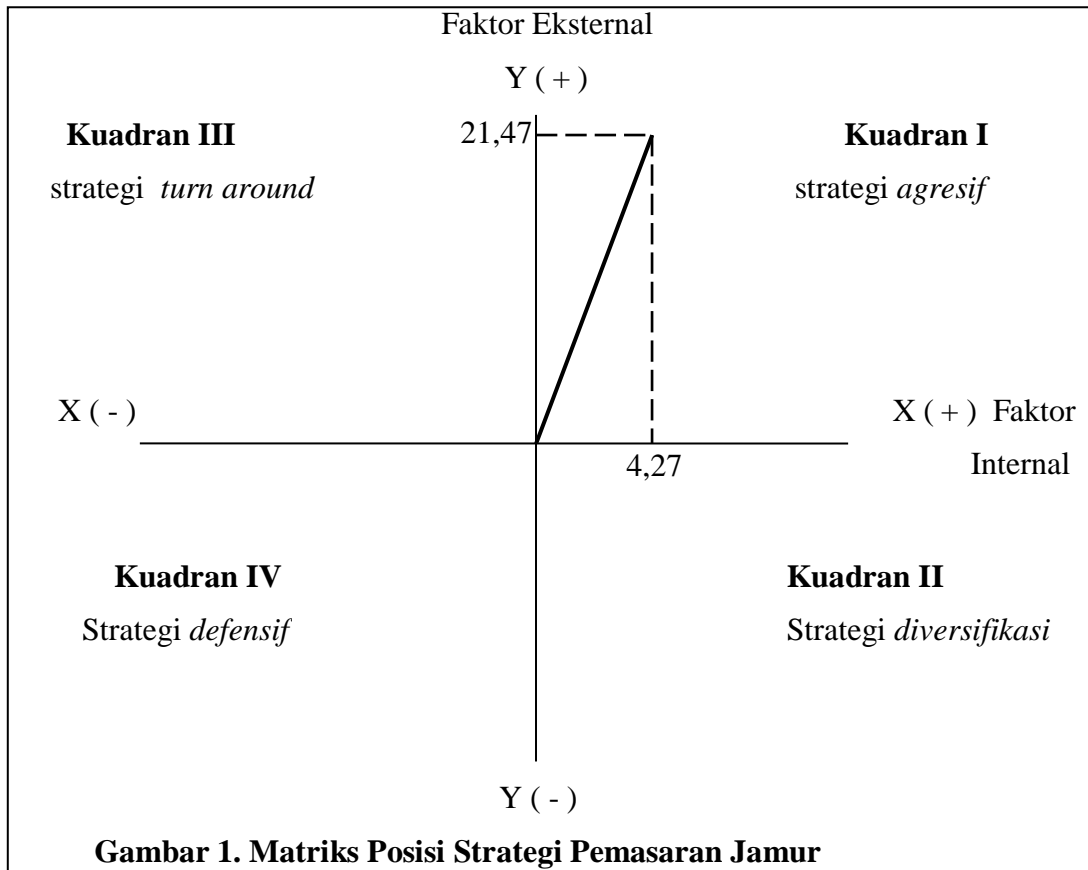 Faktor Eksternal
Y ( + )
Kuadran III
21,47
Kuadran I
strategi turn around
strategi agresif
X ( - )
X ( + ) Faktor
Internal
4,27
Kuadran IV
Kuadran II
Strategi defensif
Strategi diversifikasi
Y ( - )
Gambar 1. Matriks Posisi Strategi Pemasaran Jamur